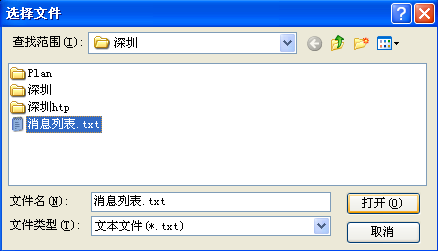 选择文件
查找范围(I): 深圳
Plan
深圳
深圳htp
消息列表.txt
文件名(N): 消息列表.txt 打开(O)
文件类型(T): 文本文件(*.txt) 取消